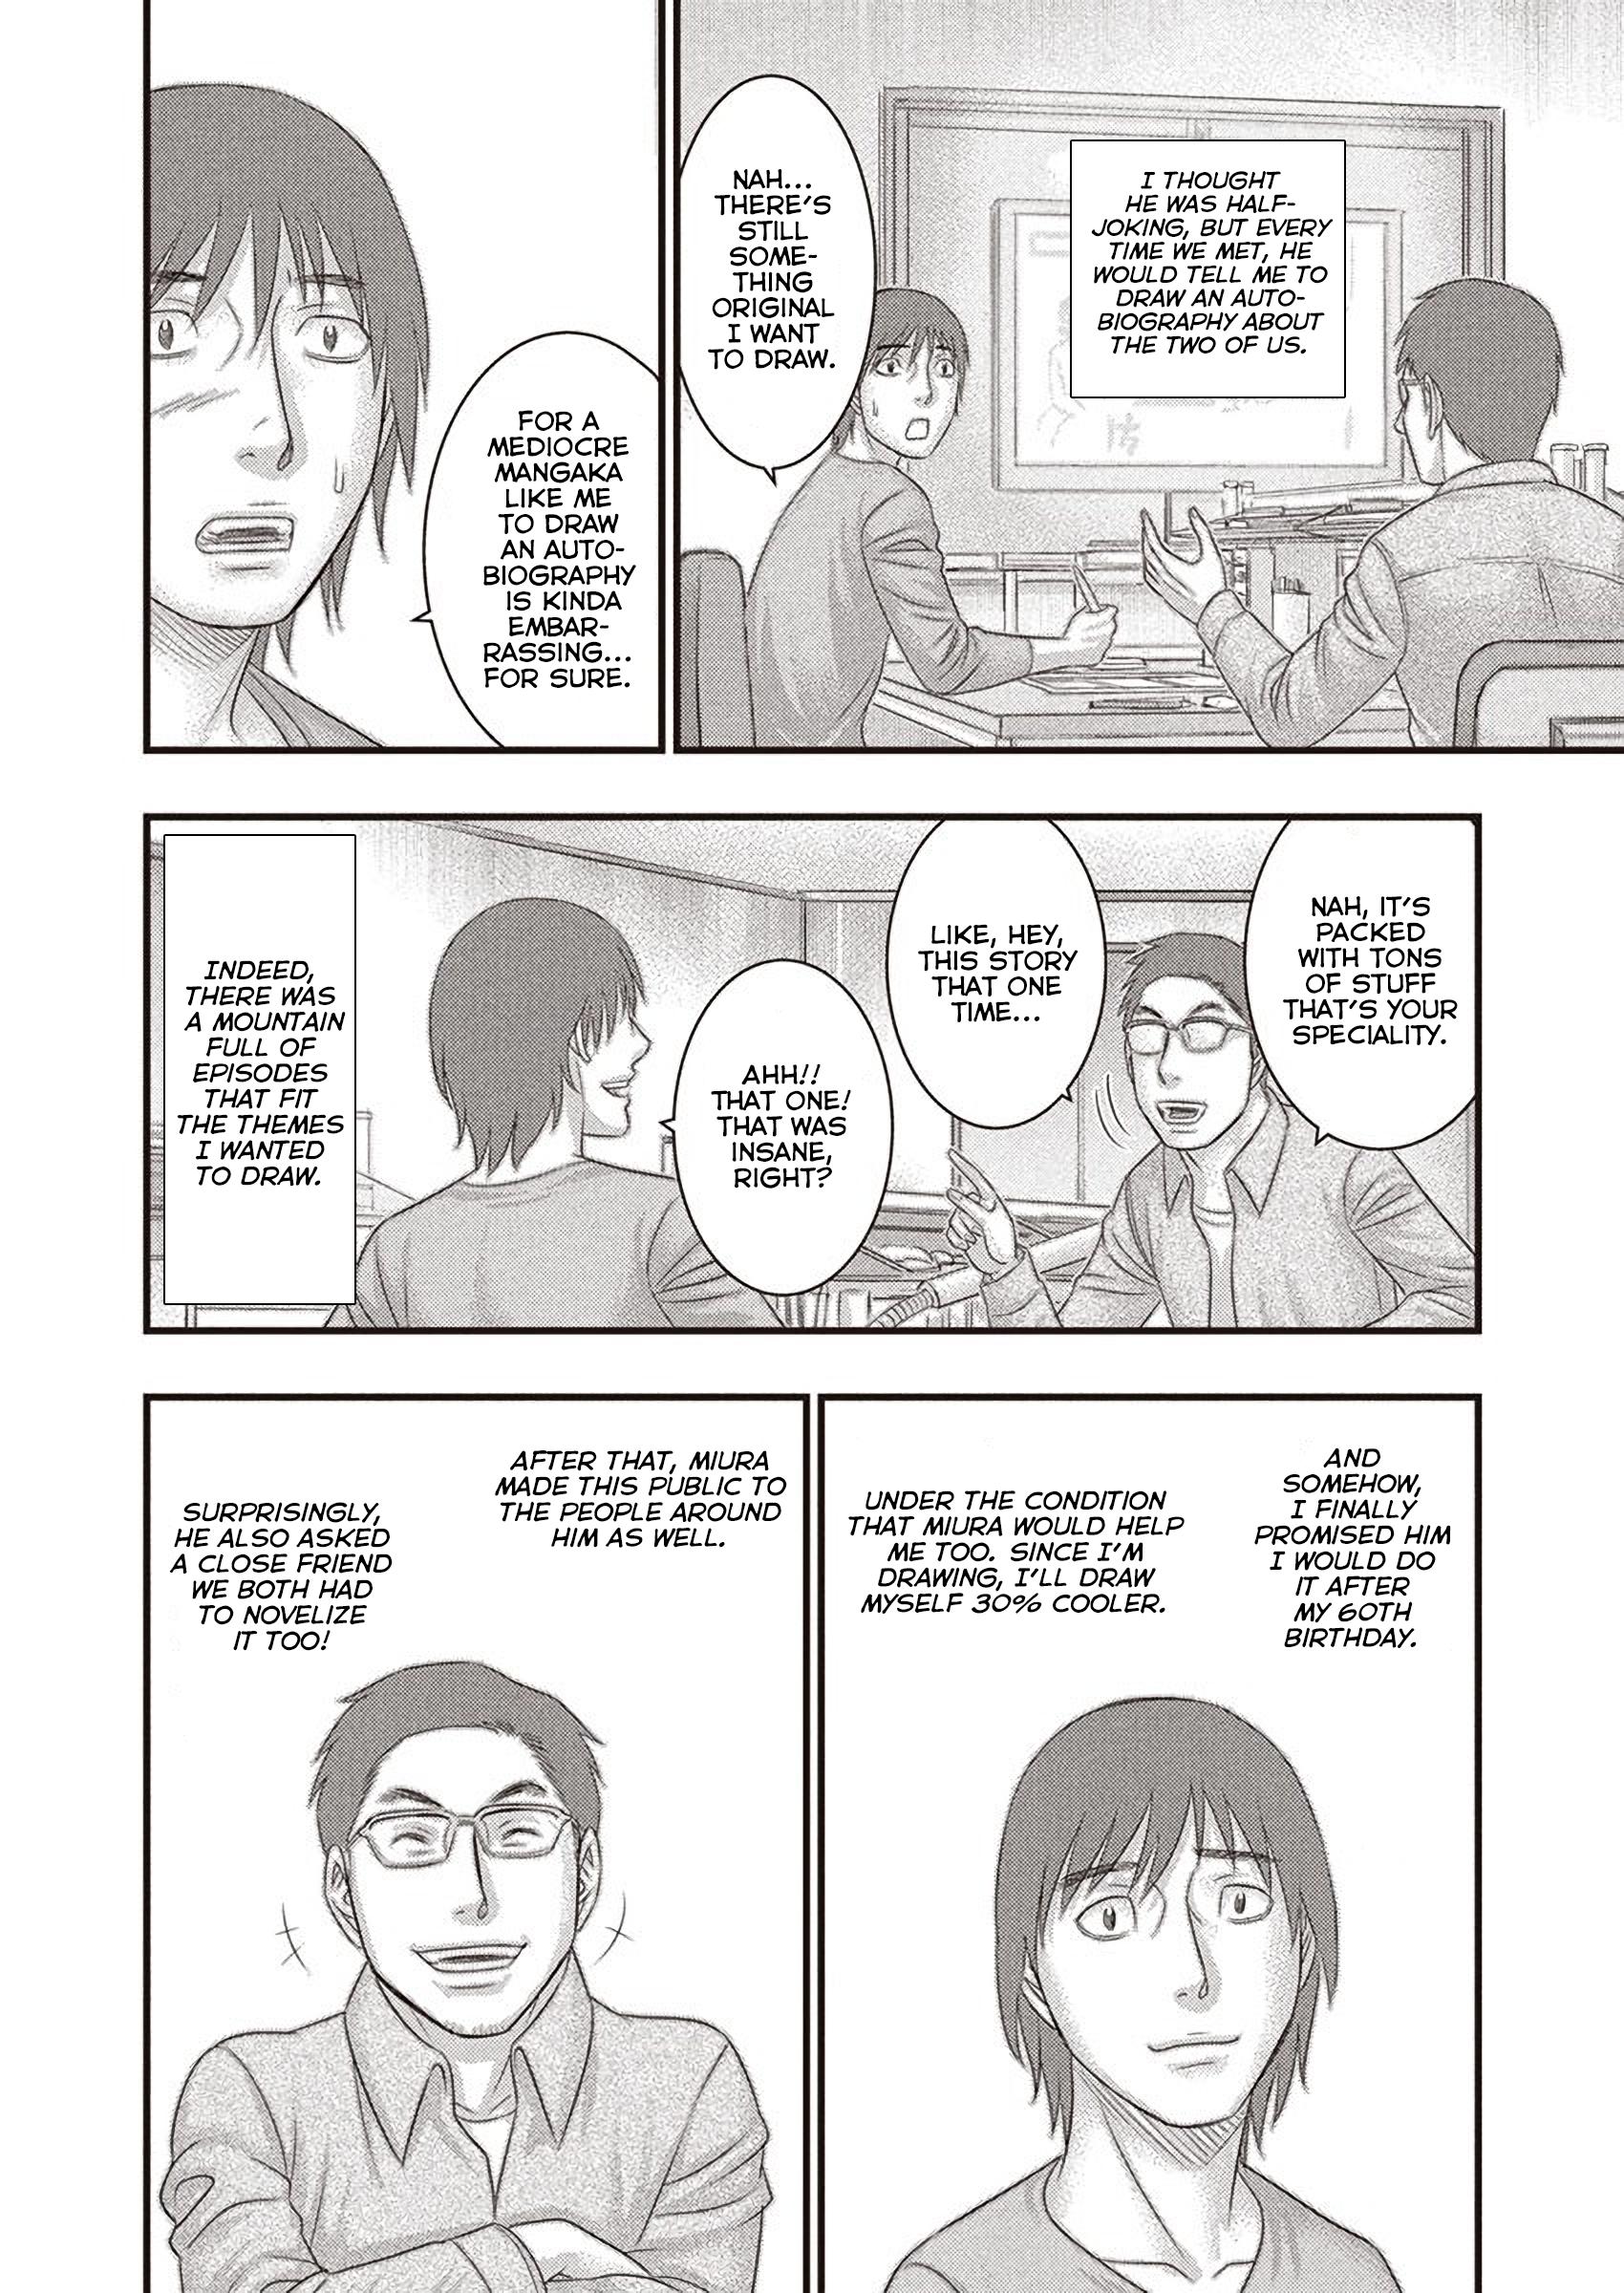 I THOUGHT
HE WAS HALF-
JOKING, BUT EVERY
TIME WE MET, HE
WOULD TELL ME TO
DRAW AN AUTO-
BIOGRAPHY ABOUT
THE TWO OF US.
NAH...
THERE'S
STILL
SOME-
THING
ORIGINAL
I WANT
TO DRAW.
FOR A
MEDIOCRE
MANGAKA
LIKE ME
TO DRAW
AN AUTO-
BIOGRAPHY
IS KINDA
EMBAR-
RASSING...
FOR SURE.
NAH, IT'S
PACKED
WITH TONS
OF STUFF
THAT'S YOUR
SPECIALITY.
LIKE, HEY,
THIS STORY
THAT ONE
TIME...
AHH!!
THAT ONE!
THAT WAS
INSANE,
RIGHT?
INDEED,
THERE WAS
A MOUNTAIN
FULL OF
EPISODES
THAT FIT
THE THEMES
I WANTED
TO DRAW.
AND
SOMEHOW,
I FINALLY
PROMISED HIM
I WOULD DO
IT AFTER
MY 60TH
BIRTHDAY.
UNDER THE CONDITION
THAT MIURA WOULD HELP
ME TOO. SINCE I'M
DRAWING, I'LL DRAW
MYSELF 30% COOLER.
AFTER THAT, MIURA
MADE THIS PUBLIC TO
THE PEOPLE AROUND
HIM AS WELL.
SURPRISINGLY,
HE ALSO ASKED
A CLOSE FRIEND
WE BOTH HAD
TO NOVELIZE
IT TOO!